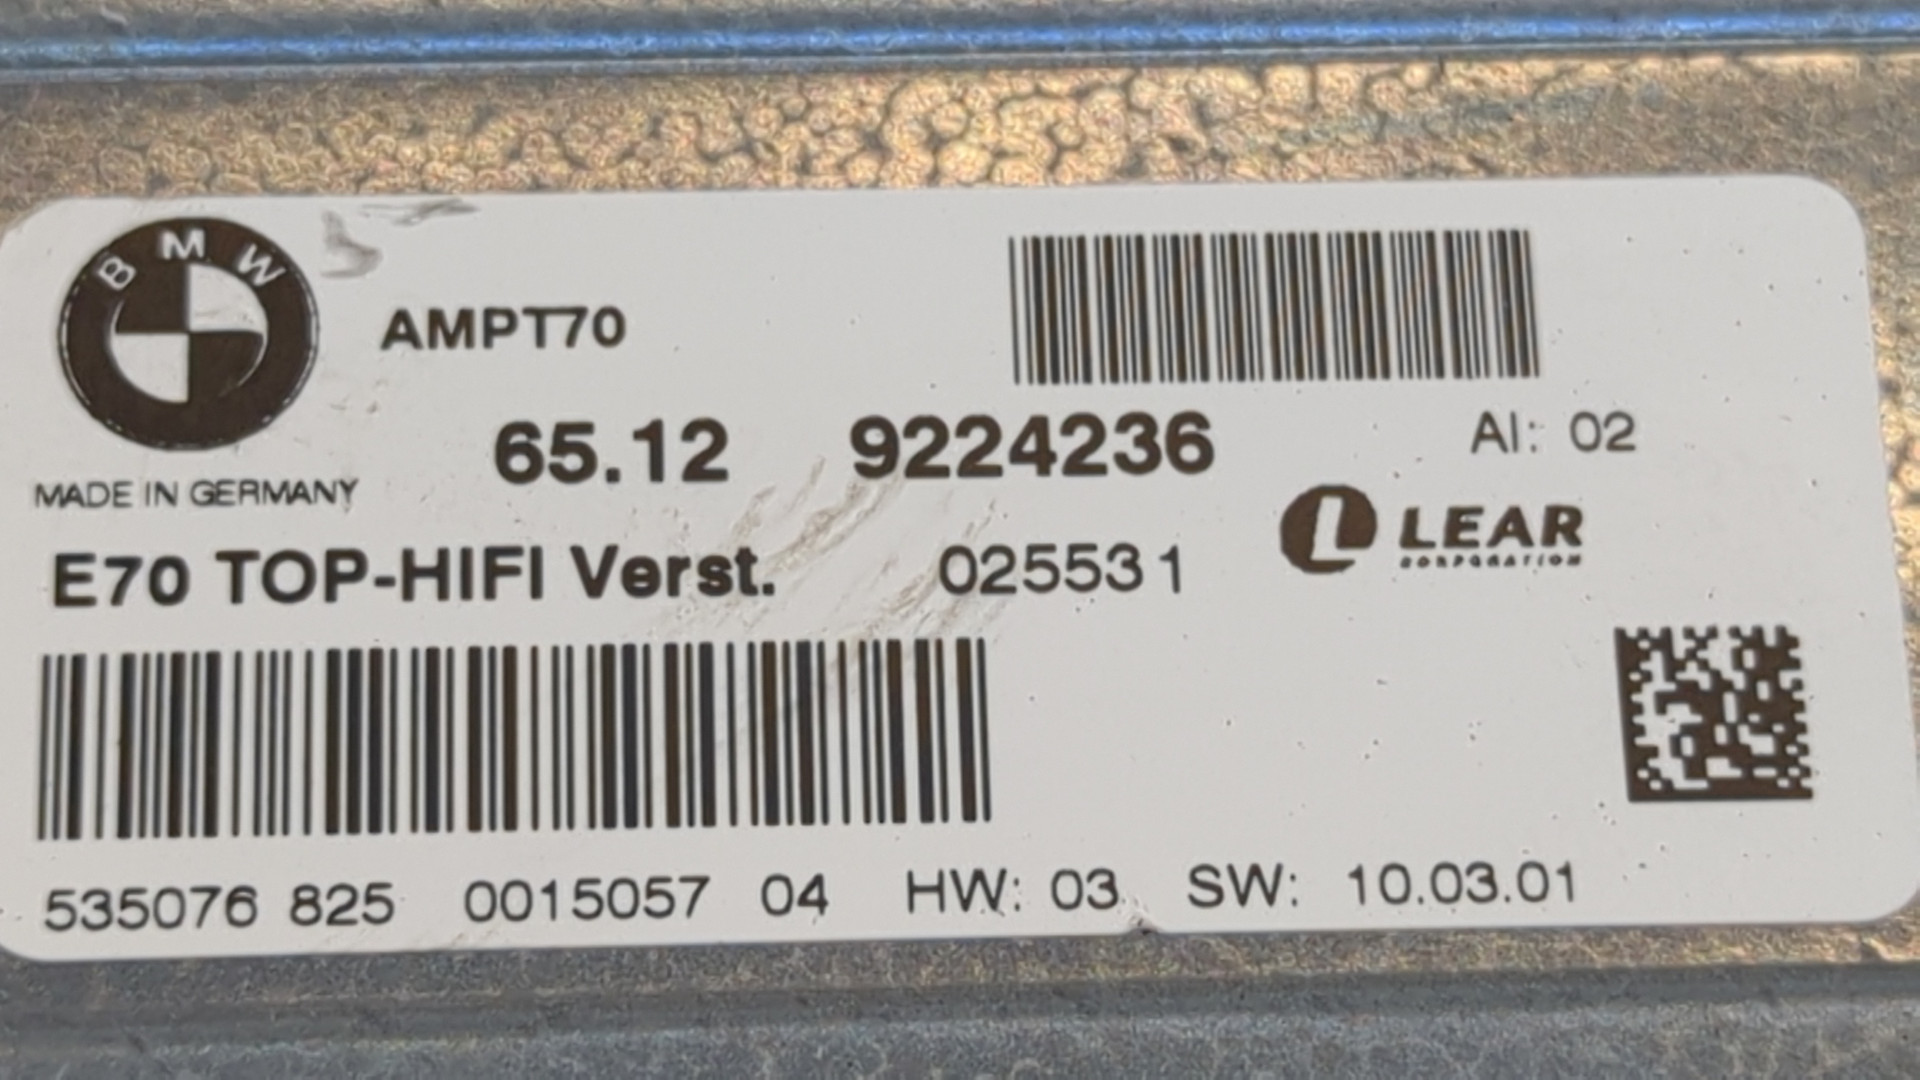 BMW
AMPT70
65.12 9224236
AI: 02
MADE IN GERMANY
LEAR
CORPORATION
E70 TOP-HIFI Verst. 025531
535076 825 0015057 04 HW: 03 SW: 10.03.01